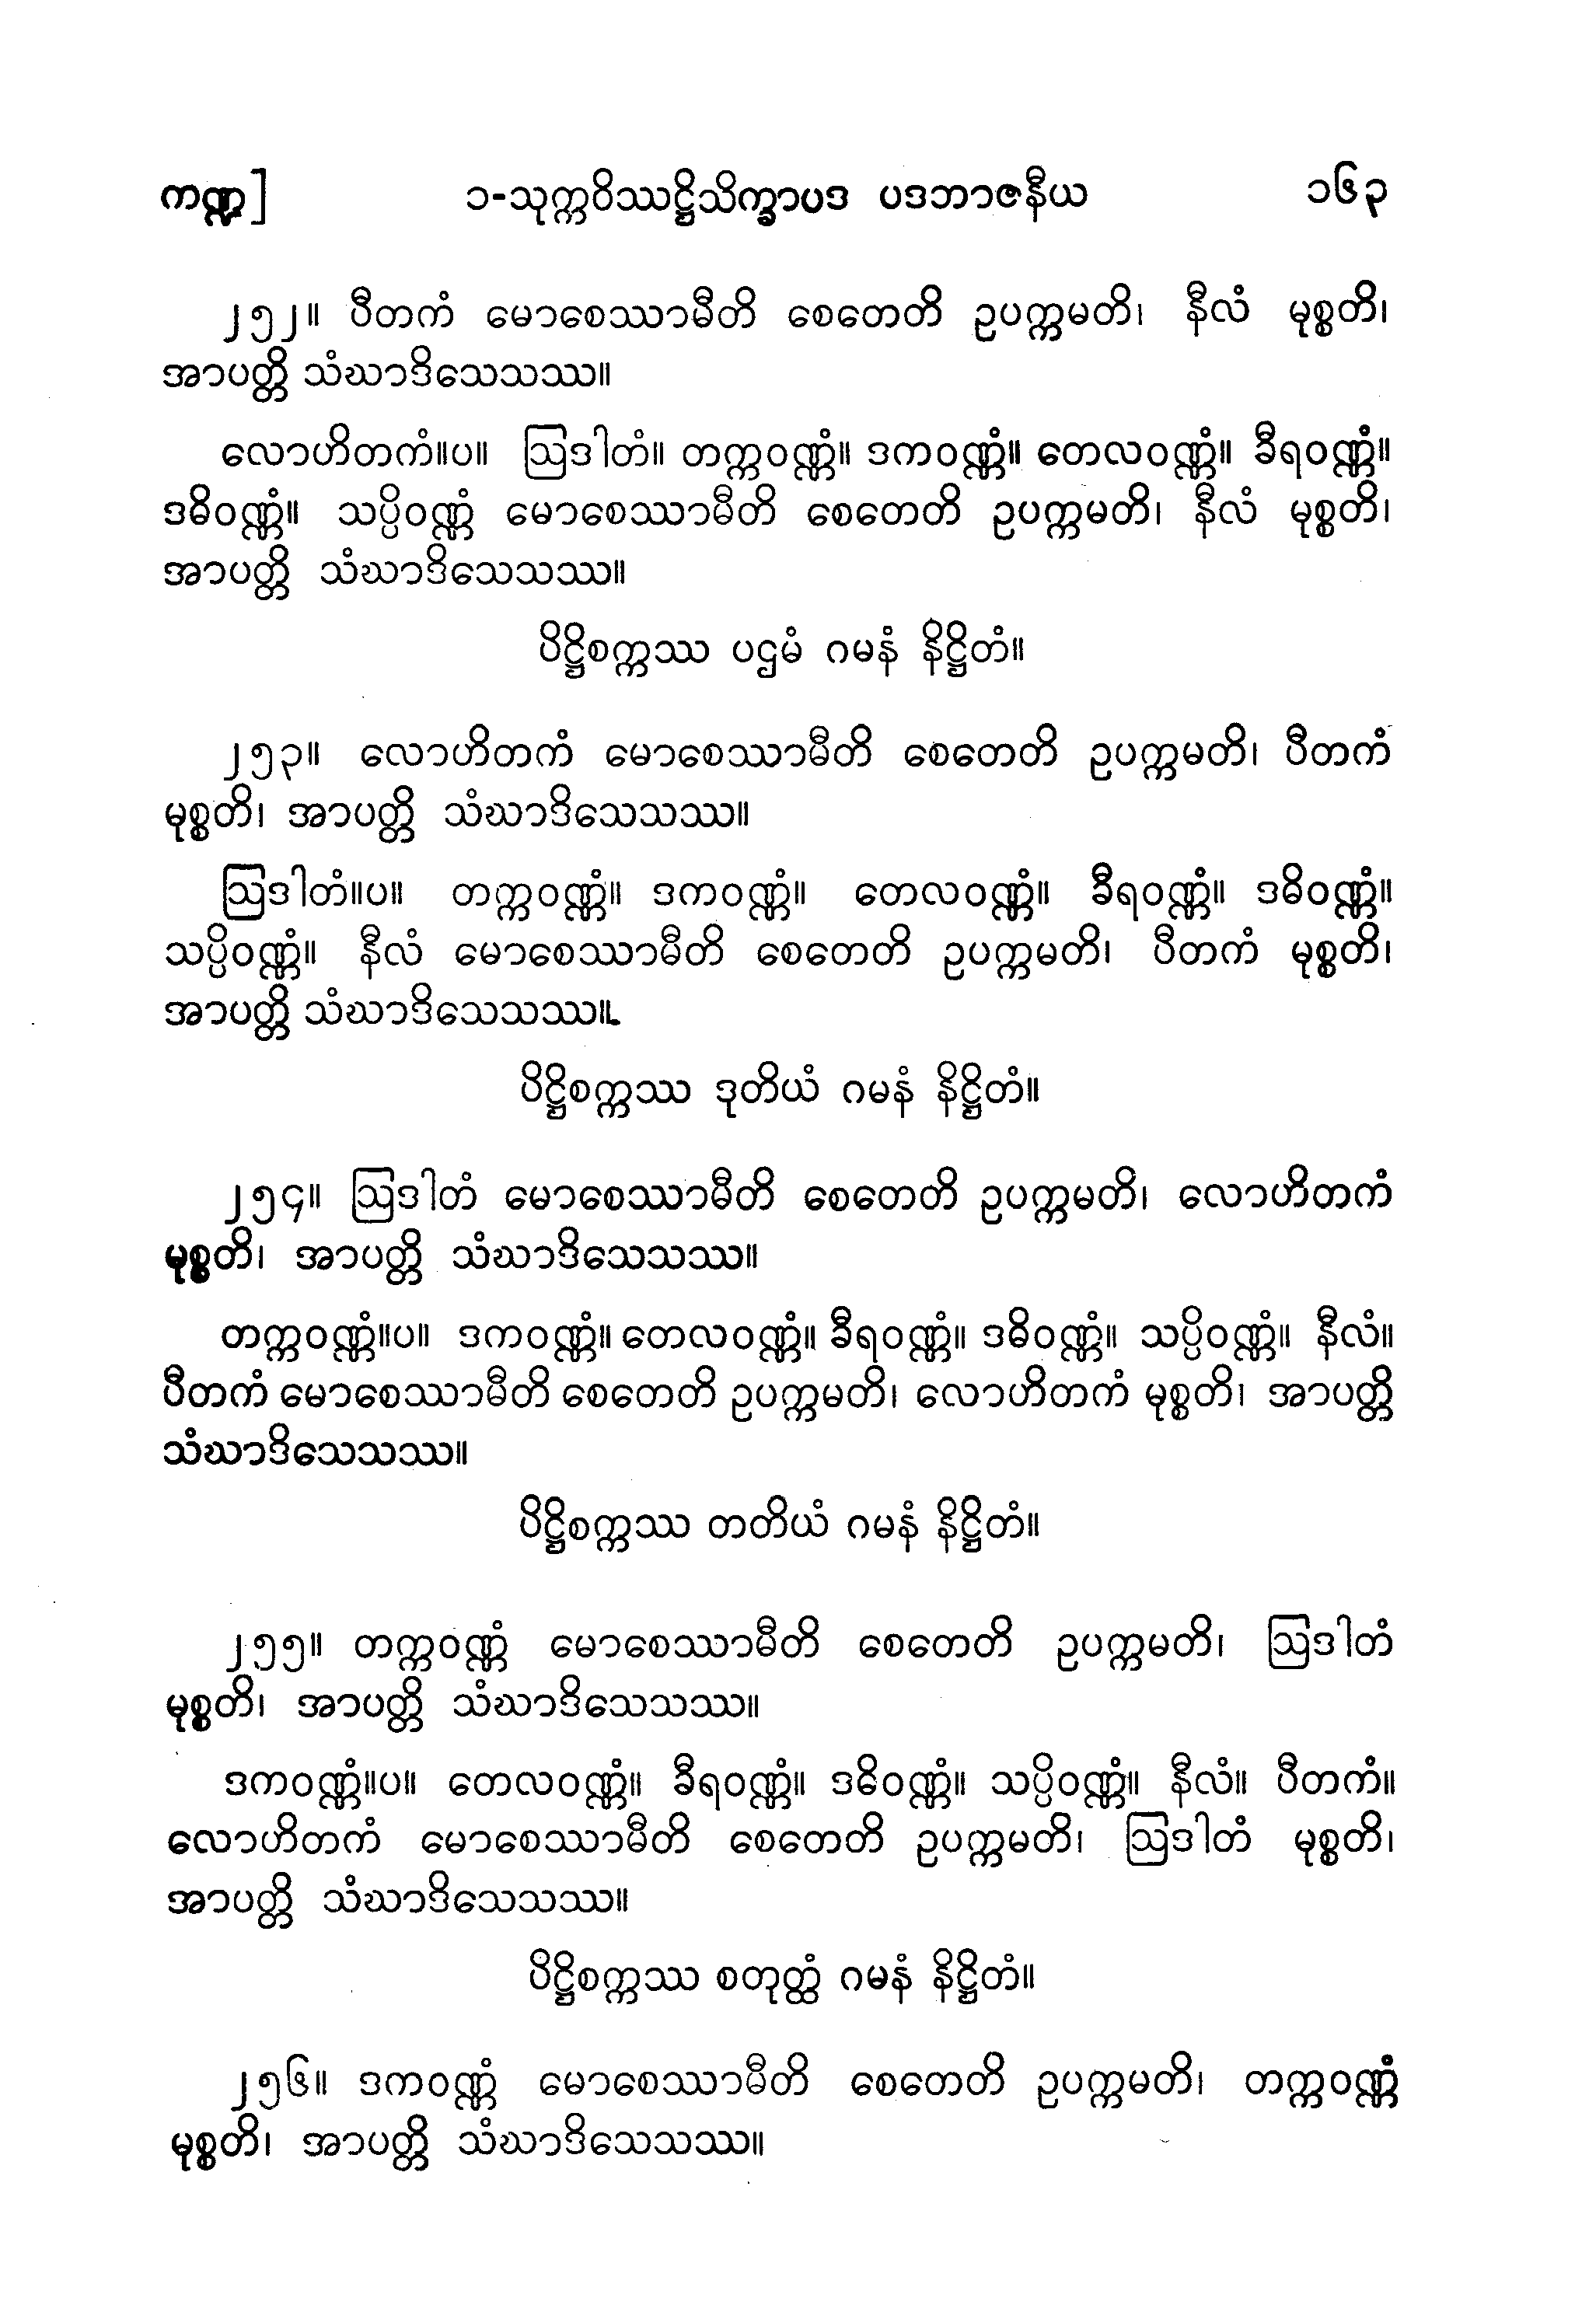 ကဏ္ဍ] ၁-သုက္ကဝိဿဋ္ဌိသိက္ခာပဒ ပဒဘာဇနီယ ၁၆၃
၂၅၂။ ပီတကံ မောစေဿာမီတိ စေတေတိ ဥပက္ကမတိ၊ နီလံ မုစ္စတိ၊
အာပတ္တိ သံဃာဒိသေသဿ။
လောဟိတကံ။ပ။ ဩဒါတံ။ တက္ကဝဏ္ဏံ။ ဒကဝဏ္ဏံ။ တေလဝဏ္ဏံ။ ခီရဝဏ္ဏံ။
ဒဓိဝဏ္ဏံ။ သပ္ပိဝဏ္ဏံ မောစေဿာမီတိ စေတေတိ ဥပက္ကမတိ၊ နီလံ မုစ္စတိ၊
အာပတ္တိ သံဃာဒိသေသဿ။
ပိဋ္ဌိစက္ကဿ ပဌမံ ဂမနံ နိဋ္ဌိတံ။
၂၅၃။ လောဟိတကံ မောစေဿာမီတိ စေတေတိ ဥပက္ကမတိ၊ ပီတကံ
မုစ္စတိ၊ အာပတ္တိ သံဃာဒိသေသဿ။
ဩဒါတံ။ပ။ တက္ကဝဏ္ဏံ။ ဒကဝဏ္ဏံ။ တေလဝဏ္ဏံ။ ခီရဝဏ္ဏံ။ ဒဓိဝဏ္ဏံ။
သပ္ပိဝဏ္ဏံ။ နီလံ မောစေဿာမီတိ စေတေတိ ဥပက္ကမတိ၊ ပီတကံ မုစ္စတိ၊
အာပတ္တိ သံဃာဒိသေသဿ။
ပိဋ္ဌိစက္ကဿ ဒုတိယံ ဂမနံ နိဋ္ဌိတံ။
၂၅၄။ ဩဒါတံ မောစေဿာမီတိ စေတေတိ ဥပက္ကမတိ၊ လောဟိတကံ
မုစ္စတိ၊ အာပတ္တိ သံဃာဒိသေသဿ။
တက္ကဝဏ္ဏံ။ပ။ ဒကဝဏ္ဏံ။ တေလဝဏ္ဏံ။ ခီရဝဏ္ဏံ။ ဒဓိဝဏ္ဏံ။ သပ္ပိဝဏ္ဏံ။ နီလံ။
ပီတကံ မောစေဿာမီတိ စေတေတိ ဥပက္ကမတိ၊ လောဟိတကံ မုစ္စတိ၊ အာပတ္တိ
သံဃာဒိသေသဿ။
ပိဋ္ဌိစက္ကဿ တတိယံ ဂမနံ နိဋ္ဌိတံ။
၂၅၅။ တက္ကဝဏ္ဏံ မောစေဿာမီတိ စေတေတိ ဥပက္ကမတိ၊ ဩဒါတံ
မုစ္စတိ၊ အာပတ္တိ သံဃာဒိသေသဿ။
ဒကဝဏ္ဏံ။ပ။ တေလဝဏ္ဏံ။ ခီရဝဏ္ဏံ။ ဒဓိဝဏ္ဏံ။ သပ္ပိဝဏ္ဏံ။ နီလံ။ ပီတကံ။
လောဟိတကံ မောစေဿာမီတိ စေတေတိ ဥပက္ကမတိ၊ ဩဒါတံ မုစ္စတိ၊
အာပတ္တိ သံဃာဒိသေသဿ။
ပိဋ္ဌိစက္ကဿ စတုတ္ထံ ဂမနံ နိဋ္ဌိတံ။
၂၅၆။ ဒကဝဏ္ဏံ မောစေဿာမီတိ စေတေတိ ဥပက္ကမတိ၊ တက္ကဝဏ္ဏံ
မုစ္စတိ၊ အာပတ္တိ သံဃာဒိသေသဿ။